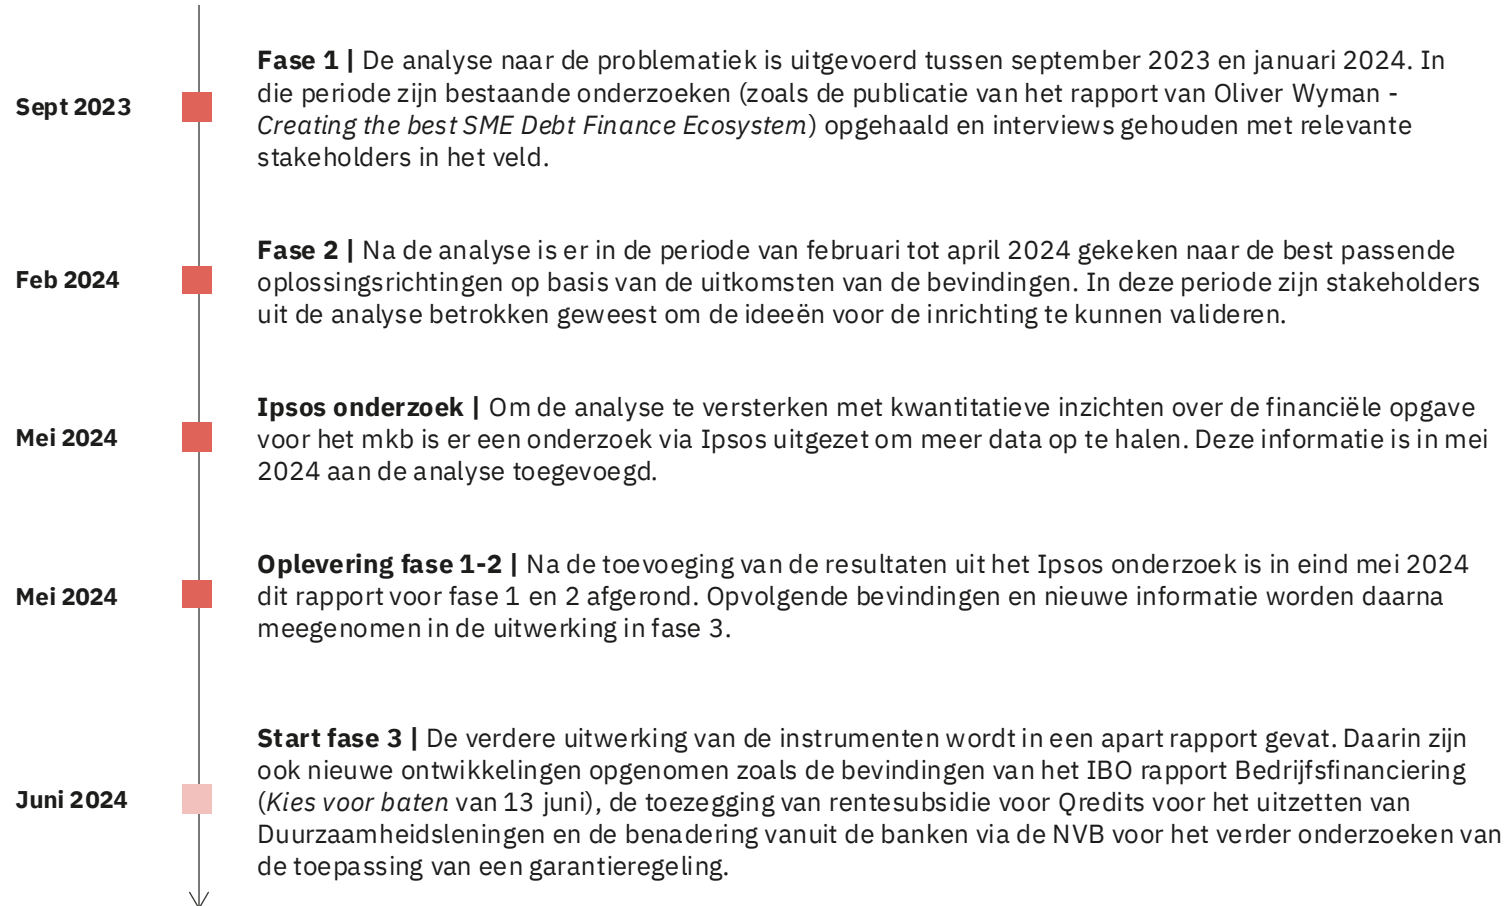 Sept 2023
Fase 1 | De analyse naar de problematiek is uitgevoerd tussen september 2023 en januari 2024. In
die periode zijn bestaande onderzoeken (zoals de publicatie van het rapport van Oliver Wyman -
Creating the best SME Debt Finance Ecosystem) opgehaald en interviews gehouden met relevante
stakeholders in het veld.
Feb 2024
Fase 2 | Na de analyse is er in de periode van februari tot april 2024 gekeken naar de best passende
oplossingsrichtingen op basis van de uitkomsten van de bevindingen. In deze periode zijn stakeholders
uit de analyse betrokken geweest om de ideeën voor de inrichting te kunnen valideren.
Mei 2024
Ipsos onderzoek | Om de analyse te versterken met kwantitatieve inzichten over de financiële opgave
voor het mkb is er een onderzoek via Ipsos uitgezet om meer data op te halen. Deze informatie is in mei
2024 aan de analyse toegevoegd.
Mei 2024
Oplevering fase 1-2 | Na de toevoeging van de resultaten uit het Ipsos onderzoek is in eind mei 2024
dit rapport voor fase 1 en 2 afgerond. Opvolgende bevindingen en nieuwe informatie worden daarna
meegenomen in de uitwerking in fase 3.
Juni 2024
Start fase 3 | De verdere uitwerking van de instrumenten wordt in een apart rapport gevat. Daarin zijn
ook nieuwe ontwikkelingen opgenomen zoals de bevindingen van het IBO rapport Bedrijfsfinanciering
(Kies voor baten van 13 juni), de toezegging van rentesubsidie voor Qredits voor het uitzetten van
Duurzaamheidsleningen en de benadering vanuit de banken via de NVB voor het verder onderzoeken van
de toepassing van een garantieregeling.